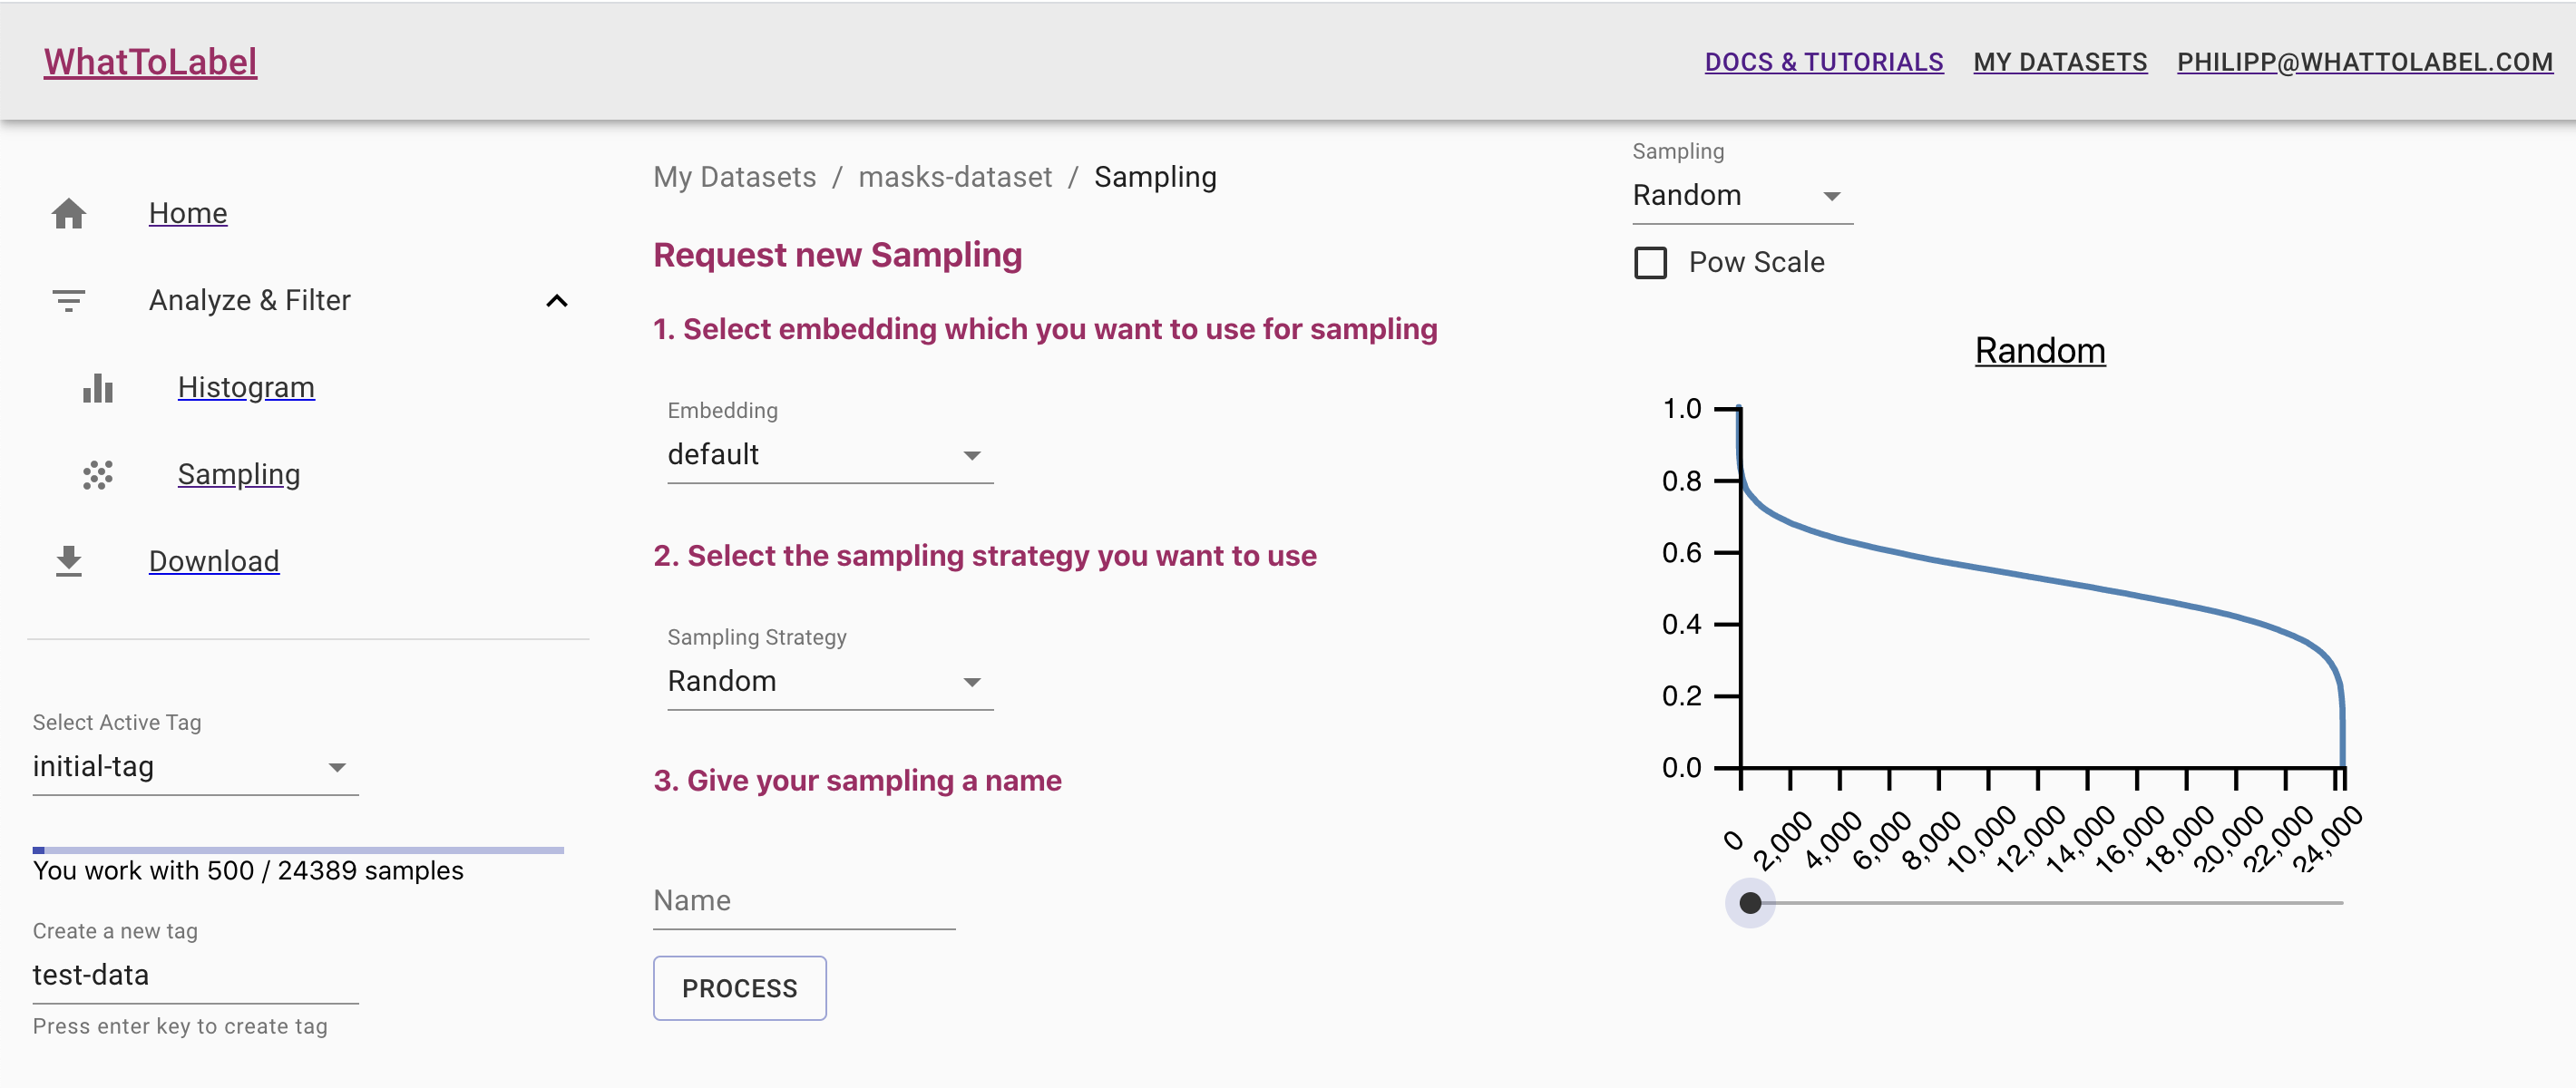 WhatToLabel
DOCS & TUTORIALS
MY DATASETS
PHILIPP@WHATTOLABEL.COM
Home
Analyze & Filter
Histogram
Sampling
Download
Select Active Tag
initial-tag
You work with 500 / 24389 samples
Create a new tag
test-data
Press enter key to create tag
My Datasets / masks-dataset / Sampling
Request new Sampling
1. Select embedding which you want to use for sampling
Embedding
default
2. Select the sampling strategy you want to use
Sampling Strategy
Random
3. Give your sampling a name
Name
PROCESS
Sampling
Random
Pow Scale
Random
1.0
0.8
0.6
0.4
0.2
0.0
0
2,000
4,000
6,000
8,000
10,000
12,000
14,000
16,000
18,000
20,000
22,000
24,000